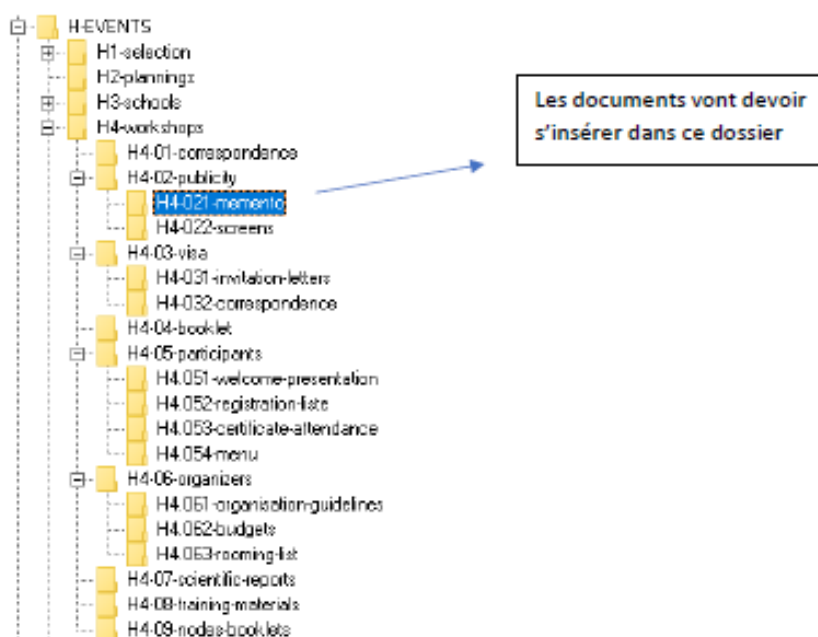 H-EVENTS
H1-selection
H2-plannings
H3-schools
H4-workshops
H4-01-correspondence
H4-02-publicity
H4-021-memento
H4-022-screens
H4-03-visa
H4-031-invitation-letters
H4-032-correspondence
H4-04-booklet
H4-05-participants
H4.051-welcome-presentation
H4.052-registration-liste
H4.053-certificate-attendance
H4.054-menu
H4-06-organizers
H4.061-organisation-guidelines
H4.062-budgets
H4.063-rooming-list
H4-07-scientific-reports
H4-08-training-materials
H4-09-nodes-booklets
Les documents vont devoir
s'insérer dans ce dossier